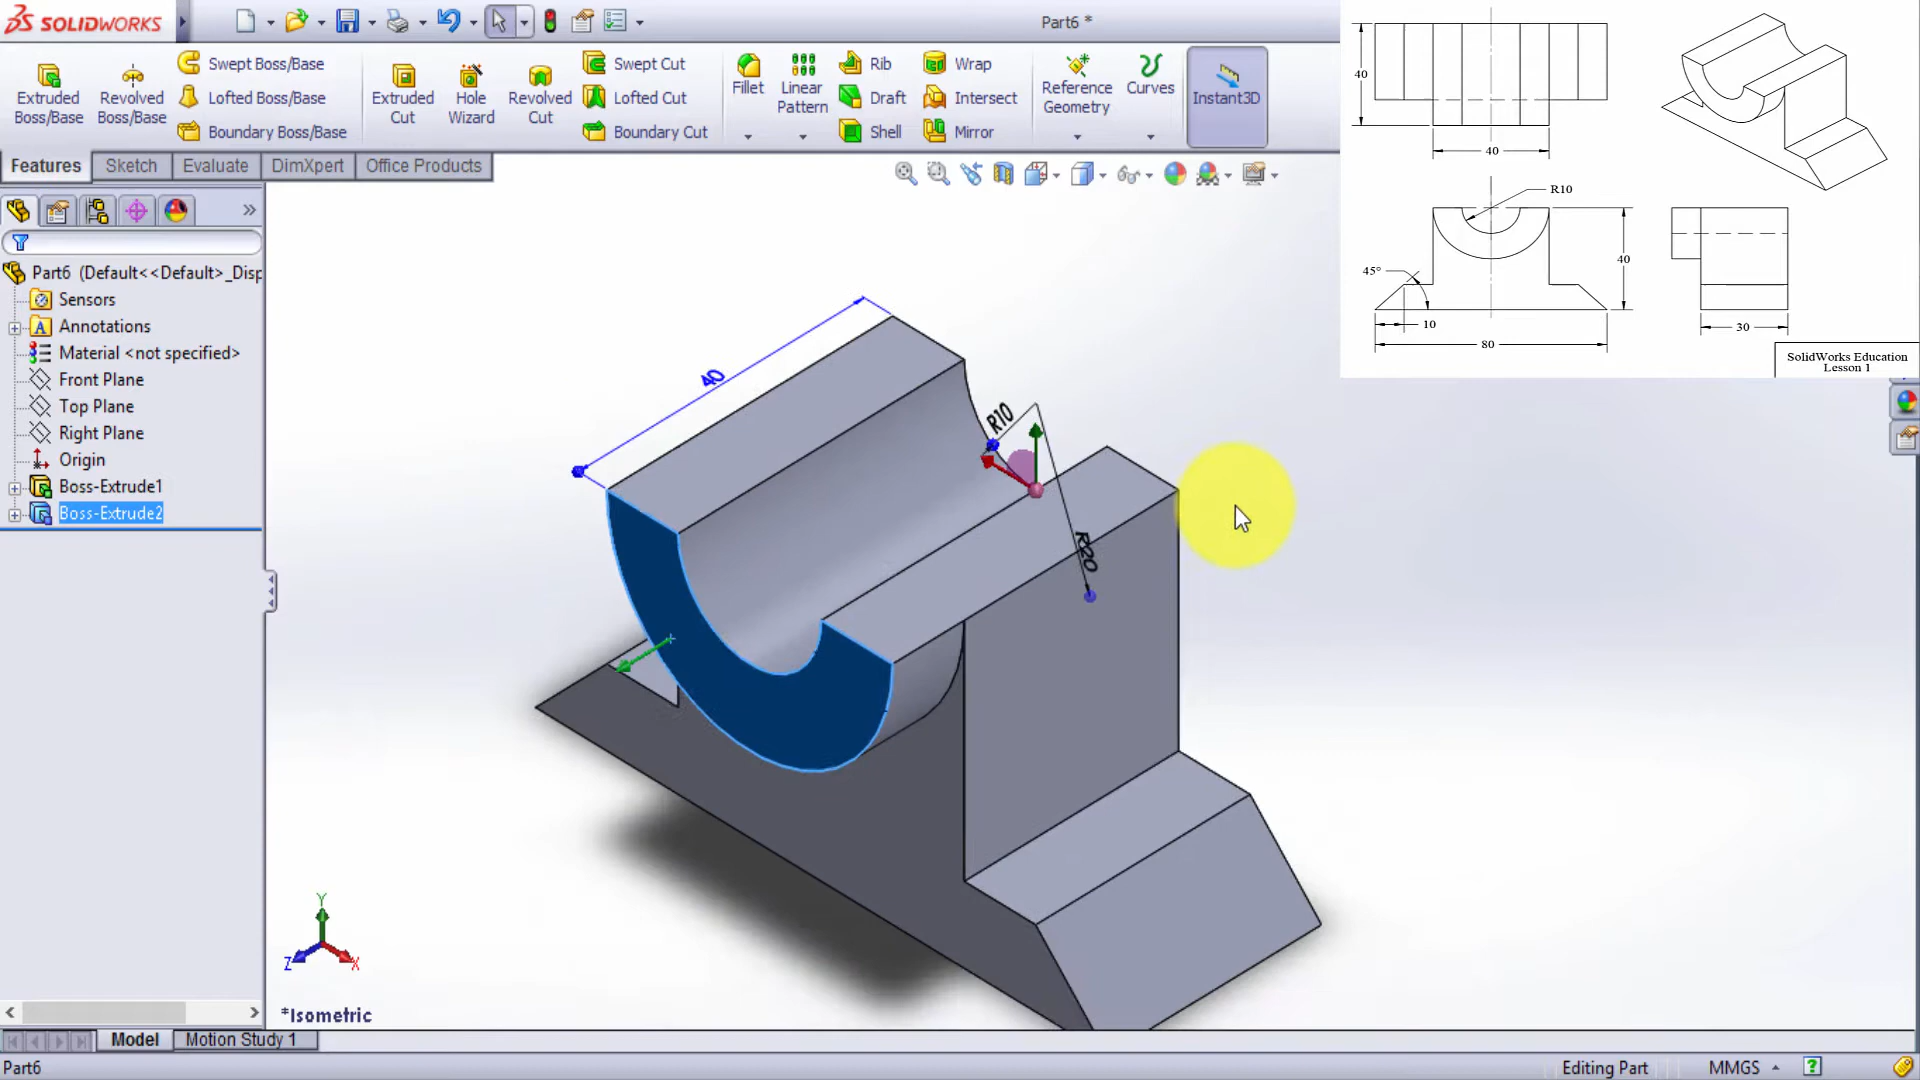 SOLIDWORKS
Part6 *
Extruded Boss/Base
Revolved Boss/Base
Swept Boss/Base
Lofted Boss/Base
Boundary Boss/Base
Extruded Cut
Hole Wizard
Revolved Cut
Swept Cut
Lofted Cut
Boundary Cut
Fillet
Linear Pattern
Rib
Draft
Shell
Wrap
Intersect
Mirror
Reference Geometry
Curves
Instant3D
Features
Sketch
Evaluate
DimXpert
Office Products
Part6 (Default<<Default>_Disp
Sensors
A Annotations
Material <not specified>
Front Plane
Top Plane
Right Plane
Origin
Boss-Extrude1
Boss-Extrude2
40
R10
R20
Y
Z
X
*Isometric
40
40
R10
45°
10
80
40
30
SolidWorks Education
Lesson 1
Model
Motion Study 1
Part6
Editing Part
MMGS
?